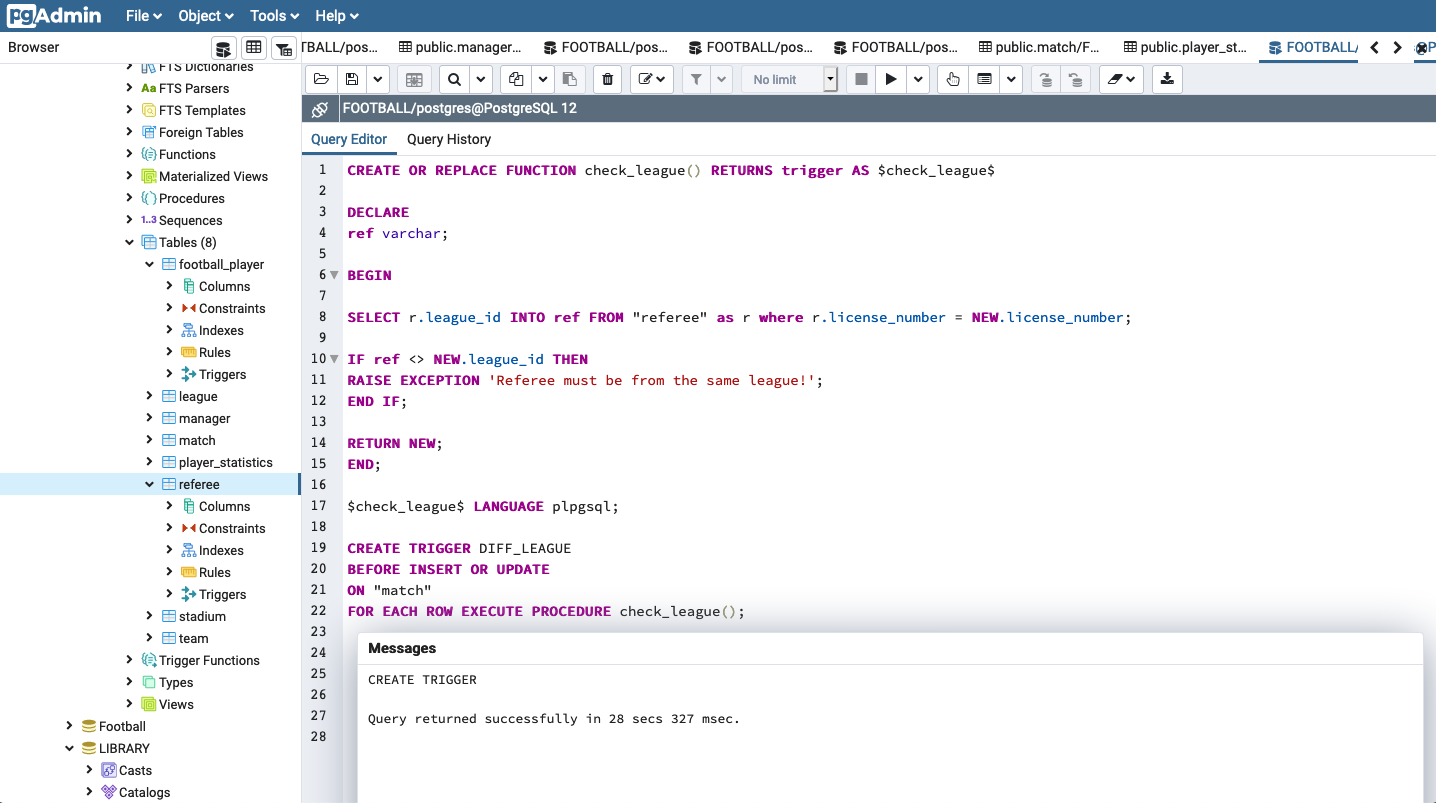 pgAdmin File Object Tools Help
Browser
TBALL/pos... public.manager... FOOTBALL/pos... FOOTBALL/pos... FOOTBALL/pos... public.match/F... public.player_st... FOOTBALL/
No limit
FOOTBALL/postgres@PostgreSQL 12
Query Editor Query History
FTS Dictionaries
Aa FTS Parsers
FTS Templates
Foreign Tables
Functions
Materialized Views
Procedures
1..3 Sequences
Tables (8)
football_player
Columns
Constraints
Indexes
Rules
Triggers
league
manager
match
player_statistics
referee
Columns
Constraints
Indexes
Rules
Triggers
stadium
team
Trigger Functions
Types
Views
Football
LIBRARY
Casts
Catalogs
1 CREATE OR REPLACE FUNCTION check_league() RETURNS trigger AS $check_league$
2
3 DECLARE
4 ref varchar;
5
6 BEGIN
7
8 SELECT r.league_id INTO ref FROM "referee" as r where r.license_number = NEW.license_number;
9
10 IF ref <> NEW.league_id THEN
11 RAISE EXCEPTION 'Referee must be from the same league!';
12 END IF;
13
14 RETURN NEW;
15 END;
16
17 $check_league$ LANGUAGE plpgsql;
18
19 CREATE TRIGGER DIFF_LEAGUE
20 BEFORE INSERT OR UPDATE
21 ON "match"
22 FOR EACH ROW EXECUTE PROCEDURE check_league();
23
24
25
26
27
28
Messages
CREATE TRIGGER
Query returned successfully in 28 secs 327 msec.